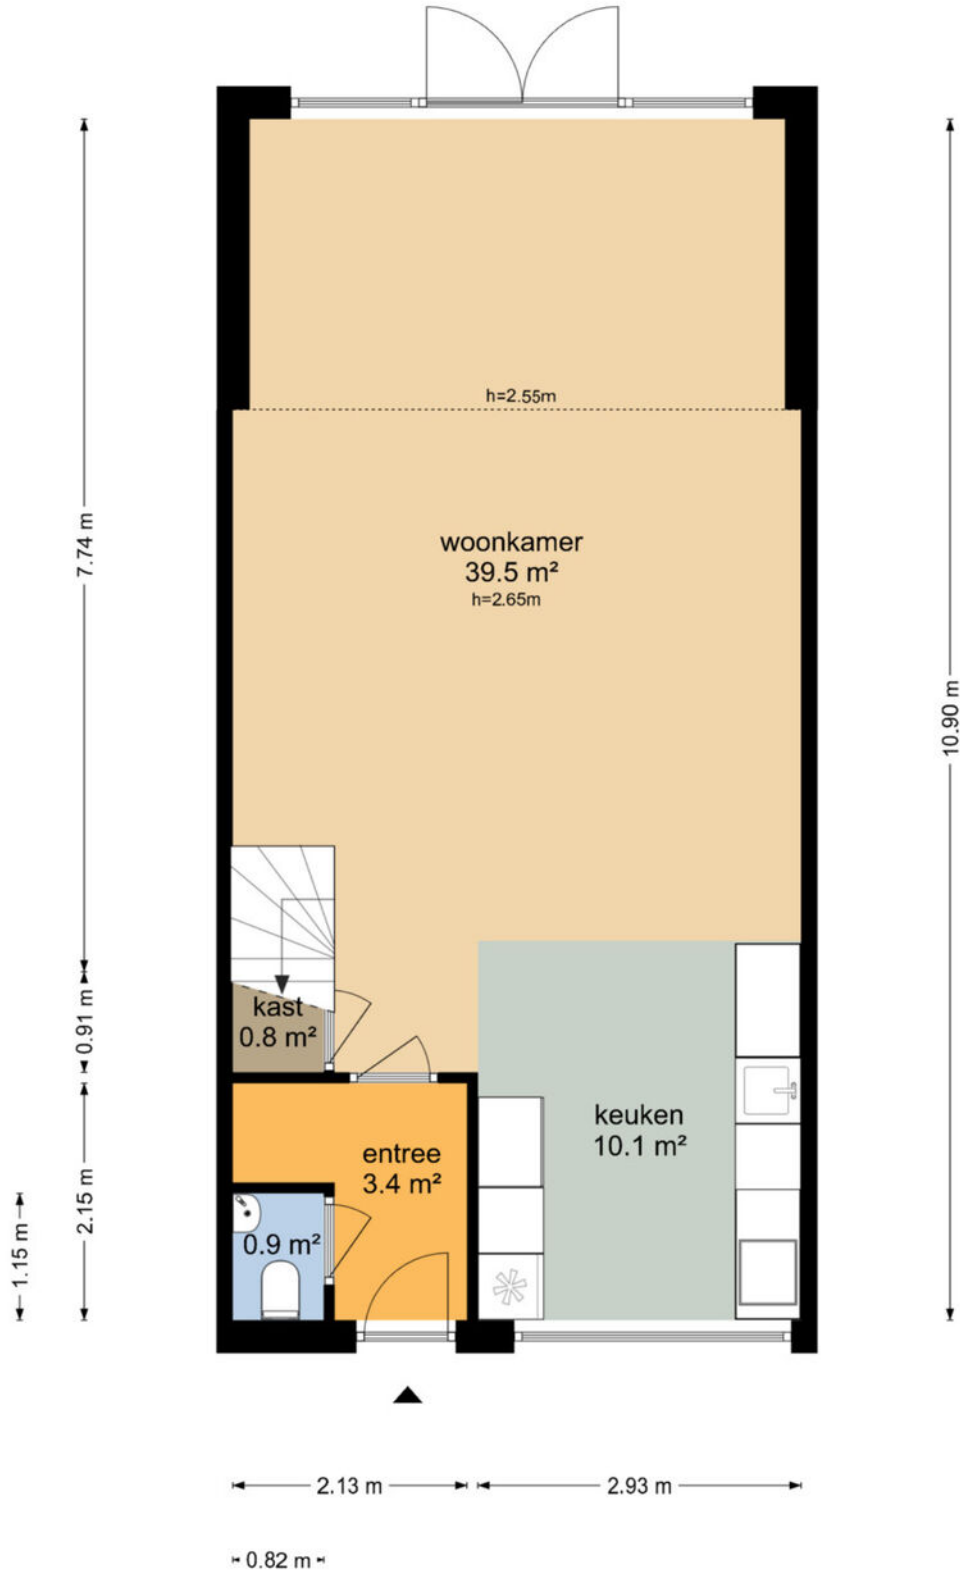 h=2.55m
woonkamer
39.5 m²
h=2.65m
7.74 m
10.90 m
kast
0.8 m²
0.91 m
keuken
10.1 m²
entree
3.4 m²
2.15 m
0.9 m²
1.15 m
2.13 m
2.93 m
0.82 m